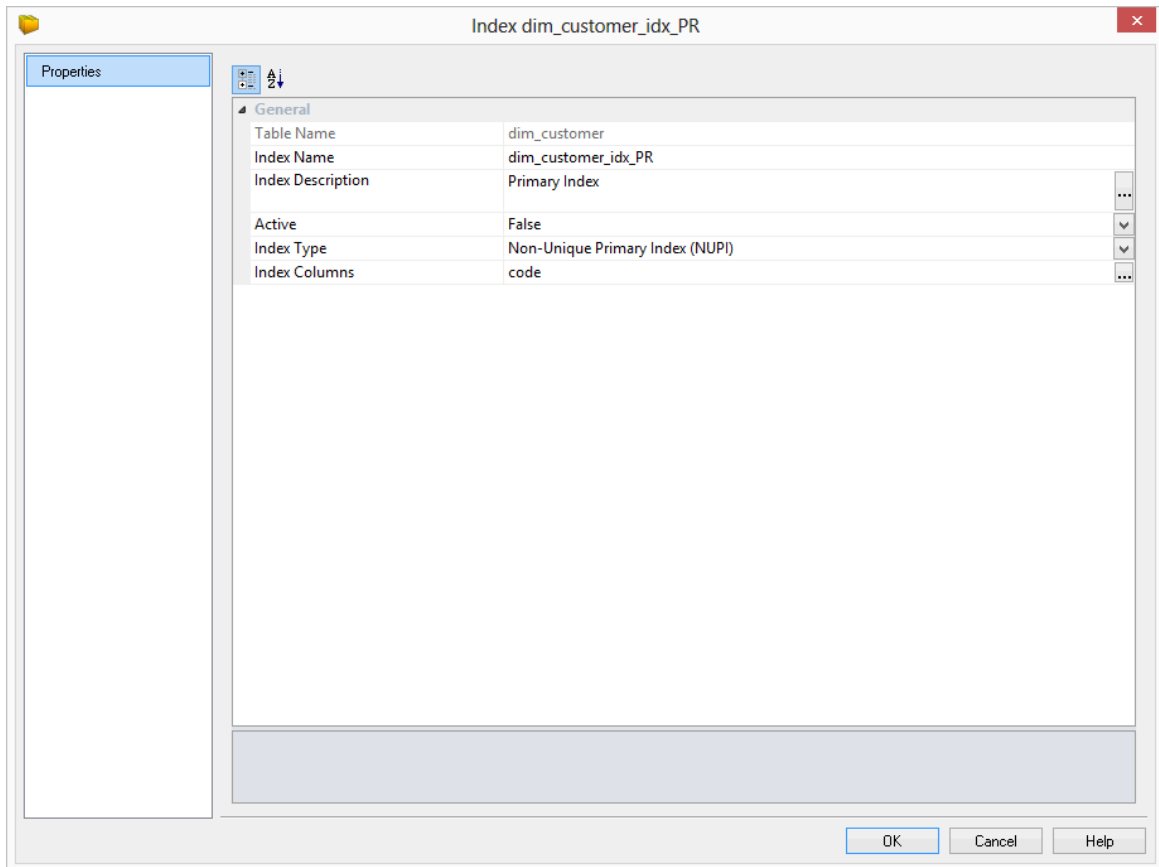 Index dim_customer_idx_PR
Properties
General
Table Name dim_customer
Index Name dim_customer_idx_PR
Index Description Primary Index
...
Active False
Index Type Non-Unique Primary Index (NUPI)
Index Columns code ...
OK Cancel Help